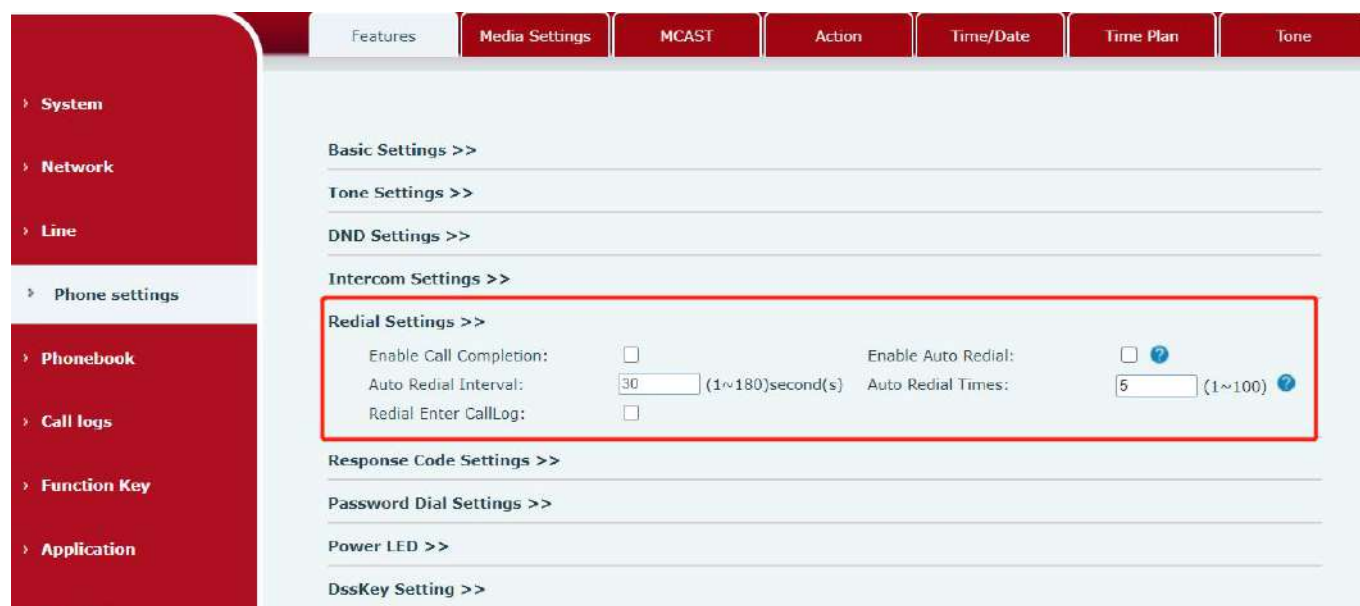 Features Media Settings MCAST Action Time/Date Time Plan Tone
System
Network
Line
Phone settings
Phonebook
Call logs
Function Key
Application
Basic Settings >>
Tone Settings >>
DND Settings >>
Intercom Settings >>
Redial Settings >>
Enable Call Completion: Enable Auto Redial: ?
Auto Redial Interval: 30 (1~180)second(s) Auto Redial Times: 5 (1~100) ?
Redial Enter CallLog:
Response Code Settings >>
Password Dial Settings >>
Power LED >>
DssKey Setting >>